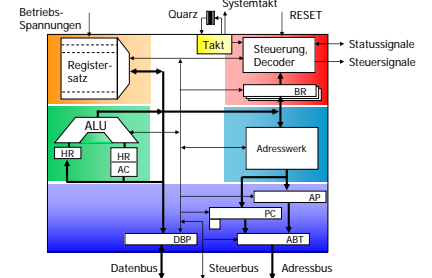 Betriebs-
Spannungen
Quarz
Systemtakt
RESET
Takt
Steuerung,
Decoder
Statussignale
Steuersignale
Register-
satz
BR
ALU
HR
HR
AC
Adresswerk
AP
PC
DBP
ABT
Datenbus
Steuerbus
Adressbus